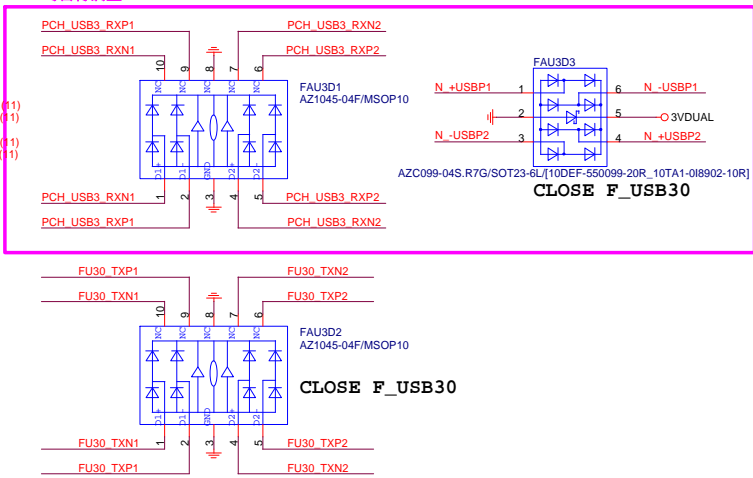 PCH_USB3_RXP1
PCH_USB3_RXN2
PCH_USB3_RXN1
PCH_USB3_RXP2
10
9
8
7
6
NC
NC
NC
NC
NC
FAU3D1
AZ1045-04F/MSOP10
(11)
(11)
(11)
(11)
D1+
D1-
GND
D2+
D2-
1
2
3
4
5
PCH_USB3_RXN1
PCH_USB3_RXP2
PCH_USB3_RXP1
PCH_USB3_RXN2
FAU3D3
N_+USBP1
1
6
N_-USBP1
2
5
3VDUAL
N_-USBP2
3
4
N_+USBP2
AZC099-04S.R7G/SOT23-6L/[10DEF-550099-20R_10TA1-0I8902-10R]
CLOSE F_USB30
FU30_TXP1
FU30_TXN2
FU30_TXN1
FU30_TXP2
10
9
8
7
6
NC
NC
NC
NC
NC
FAU3D2
AZ1045-04F/MSOP10
CLOSE F_USB30
D1+
D1-
GND
D2+
D2-
1
2
3
4
5
FU30_TXN1
FU30_TXP2
FU30_TXP1
FU30_TXN2